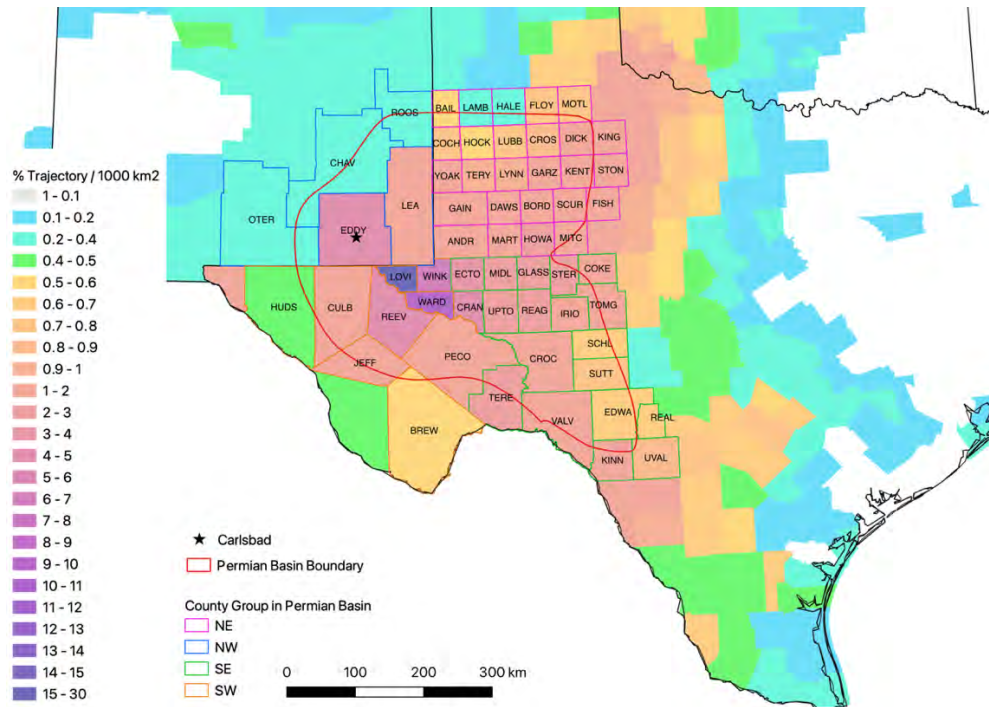 ROOS BAIL LAMB HALE FLOY MOTL
CHAV COCH HOCK LUBB CROS DICK KING
YOAK TERY LYNN GARZ KENT STON
OTER EDDY LEA GAIN DAWS BORD SCUR FISH
ANDR MART HOWA MITC
LOVI WINK ECTO MIDL GLASS STER COKE
HUDS CULB REEV WARD CRAN UPTO REAG IRIO TOMG
JEFF PECO CROC SCHL
SUTT
BREW TERE VALV EDWA REAL
KINN UVAL
% Trajectory / 1000 km2
1 - 0.1
0.1 - 0.2
0.2 - 0.4
0.4 - 0.5
0.5 - 0.6
0.6 - 0.7
0.7 - 0.8
0.8 - 0.9
0.9 - 1
1 - 2
2 - 3
3 - 4
4 - 5
5 - 6
6 - 7
7 - 8
8 - 9
9 - 10
10 - 11
11 - 12
12 - 13
13 - 14
14 - 15
15 - 30
Carlsbad
Permian Basin Boundary
County Group in Permian Basin
NE
NW
SE
SW
0 100 200 300 km